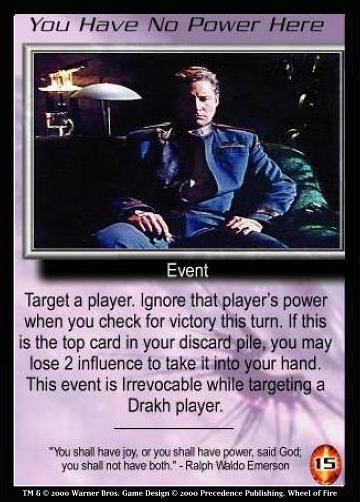 You Have No Power Here
Event
Target a player. Ignore that player's power
when you check for victory this turn. If this
is the top card in your discard pile, you may
lose 2 influence to take it into your hand.
This event is Irrevocable while targeting a
Drakh player.
"You shall have joy, or you shall have power, said God;
you shall not have both." - Ralph Waldo Emerson
15
TM & © 2000 Warner Bros. Game Design © 2000 Precedence Publishing. Wheel of Fire